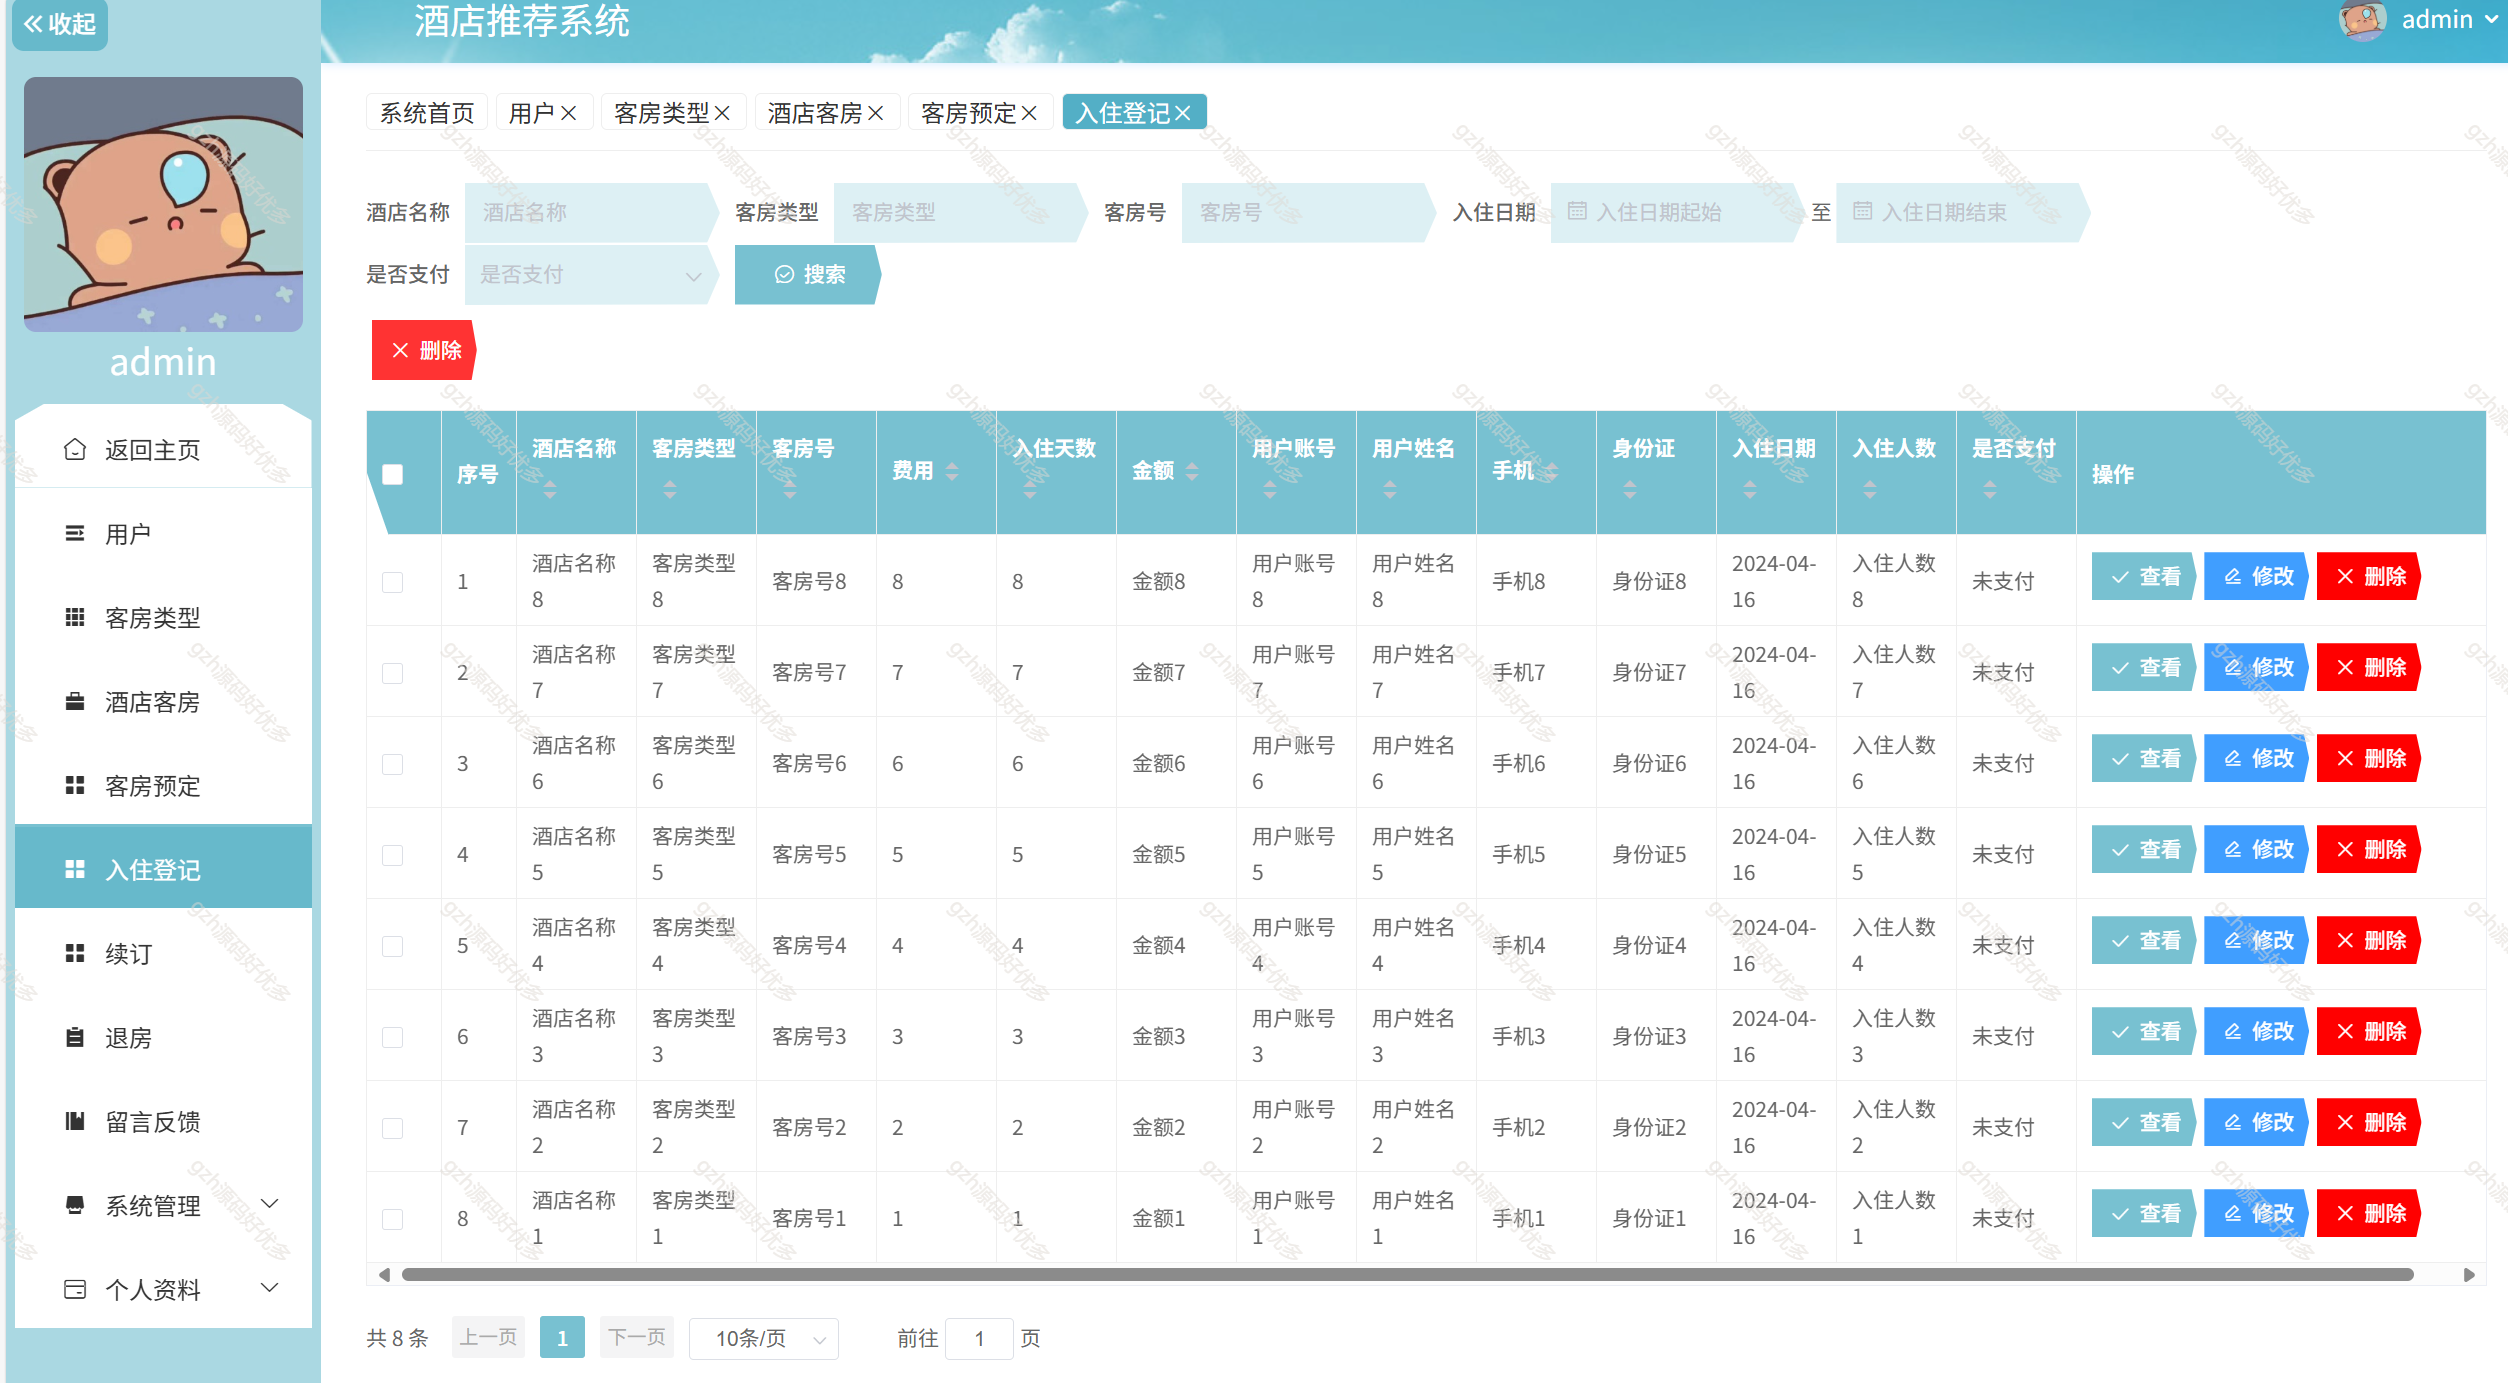 收起
酒店推荐系统
admin
系统首页 用户 客房类型 酒店客房 客房预定 入住登记
酒店名称 酒店名称 客房类型 客房类型 客房号 客房号 入住日期 入住日期起始 至 入住日期结束
是否支付 是否支付 搜索
删除
admin
返回主页
用户
客房类型
酒店客房
客房预定
入住登记
续订
退房
留言反馈
系统管理
个人资料
序号 酒店名称 客房类型 客房号 费用 入住天数 金额 用户账号 用户姓名 手机 身份证 入住日期 入住人数 是否支付 操作
1 酒店名称8 客房类型8 客房号8 8 8 金额8 用户账号8 用户姓名8 手机8 身份证8 2024-04-16 入住人数8 未支付 查看 修改 删除
2 酒店名称7 客房类型7 客房号7 7 7 金额7 用户账号7 用户姓名7 手机7 身份证7 2024-04-16 入住人数7 未支付 查看 修改 删除
3 酒店名称6 客房类型6 客房号6 6 6 金额6 用户账号6 用户姓名6 手机6 身份证6 2024-04-16 入住人数6 未支付 查看 修改 删除
4 酒店名称5 客房类型5 客房号5 5 5 金额5 用户账号5 用户姓名5 手机5 身份证5 2024-04-16 入住人数5 未支付 查看 修改 删除
5 酒店名称4 客房类型4 客房号4 4 4 金额4 用户账号4 用户姓名4 手机4 身份证4 2024-04-16 入住人数4 未支付 查看 修改 删除
6 酒店名称3 客房类型3 客房号3 3 3 金额3 用户账号3 用户姓名3 手机3 身份证3 2024-04-16 入住人数3 未支付 查看 修改 删除
7 酒店名称2 客房类型2 客房号2 2 2 金额2 用户账号2 用户姓名2 手机2 身份证2 2024-04-16 入住人数2 未支付 查看 修改 删除
8 酒店名称1 客房类型1 客房号1 1 1 金额1 用户账号1 用户姓名1 手机1 身份证1 2024-04-16 入住人数1 未支付 查看 修改 删除
共 8 条 上一页 1 下一页 10条/页 前往 1 页
gzh源码好优多